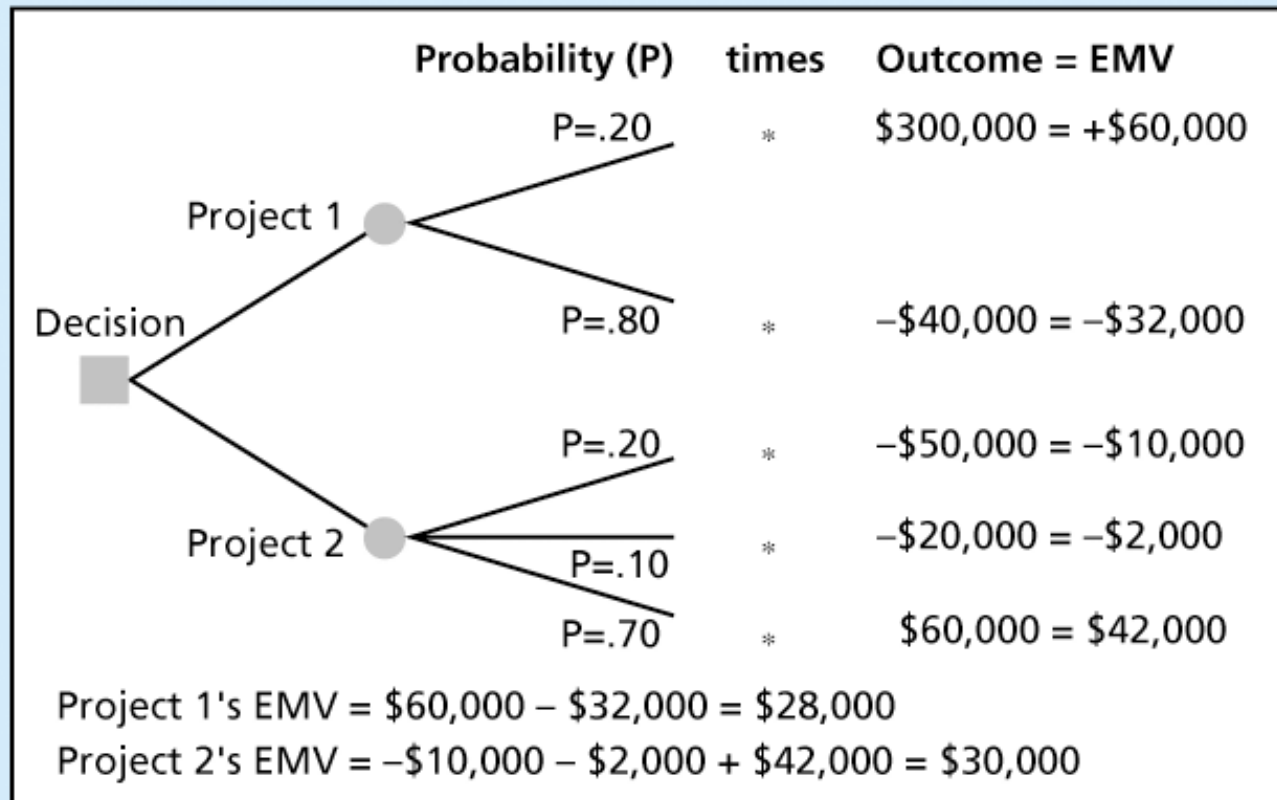 Probability (P) times Outcome = EMV
P=.20 * $300,000 = +$60,000
Project 1
P=.80 * –$40,000 = –$32,000
Decision
P=.20 * –$50,000 = –$10,000
Project 2
P=.10 * –$20,000 = –$2,000
P=.70 * $60,000 = $42,000
Project 1's EMV = $60,000 – $32,000 = $28,000
Project 2's EMV = –$10,000 – $2,000 + $42,000 = $30,000